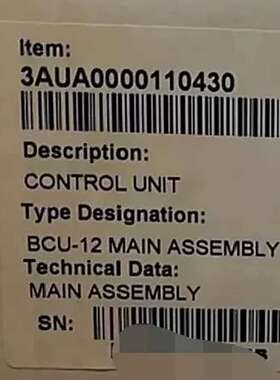 Item:
3AUA0000110430
Description:
CONTROL UNIT
Type Designation:
BCU-12 MAIN ASSEMBLY
Technical Data:
MAIN ASSEMBLY
SN: